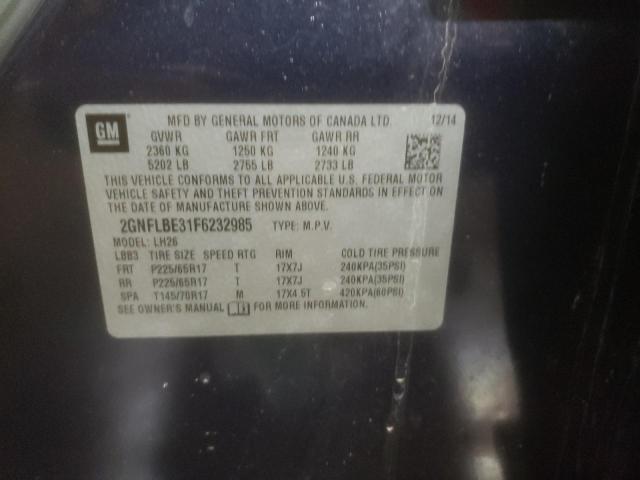 GM
MFD BY GENERAL MOTORS OF CANADA LTD. 12/14
GVWR GAWR FRT GAWR RR
2360 KG 1250 KG 1240 KG
5202 LB 2755 LB 2733 LB
THIS VEHICLE CONFORMS TO ALL APPLICABLE U.S. FEDERAL MOTOR
VEHICLE SAFETY AND THEFT PREVENTION STANDARDS IN EFFECT ON
THE DATE OF MANUFACTURE SHOWN ABOVE.
2GNFLBE31F6232985 TYPE: M.P.V.
MODEL: LH26
LBB3 TIRE SIZE SPEED RTG RIM COLD TIRE PRESSURE
FRT P225/65R17 T 17X7J 240KPA(35PSI)
RR P225/65R17 T 17X7J 240KPA(35PSI)
SPA T145/70R17 M 17X4.5T 420KPA(60PSI)
SEE OWNER'S MANUAL FOR MORE INFORMATION.